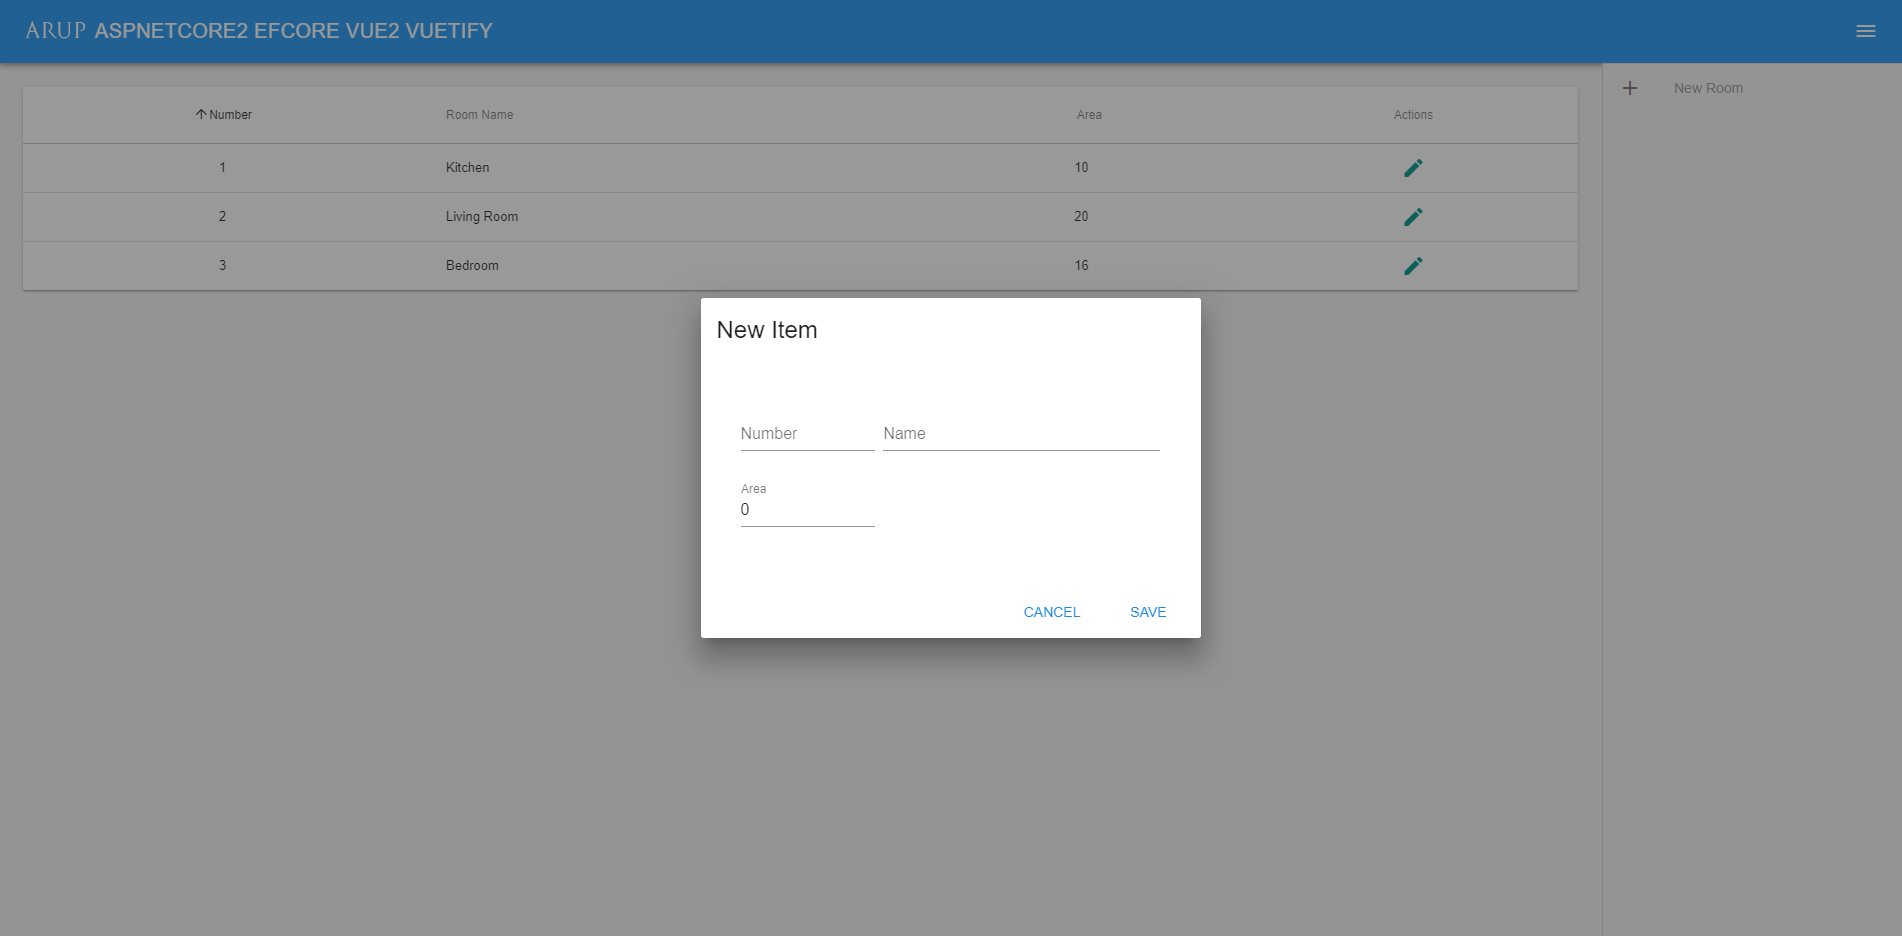 ARUP ASPNETCORE2 EFCORE VUE2 VUETIFY
Number Room Name Area Actions
1 Kitchen 10
2 Living Room 20
3 Bedroom 16
New Room
New Item
Number Name
Area
0
CANCEL SAVE